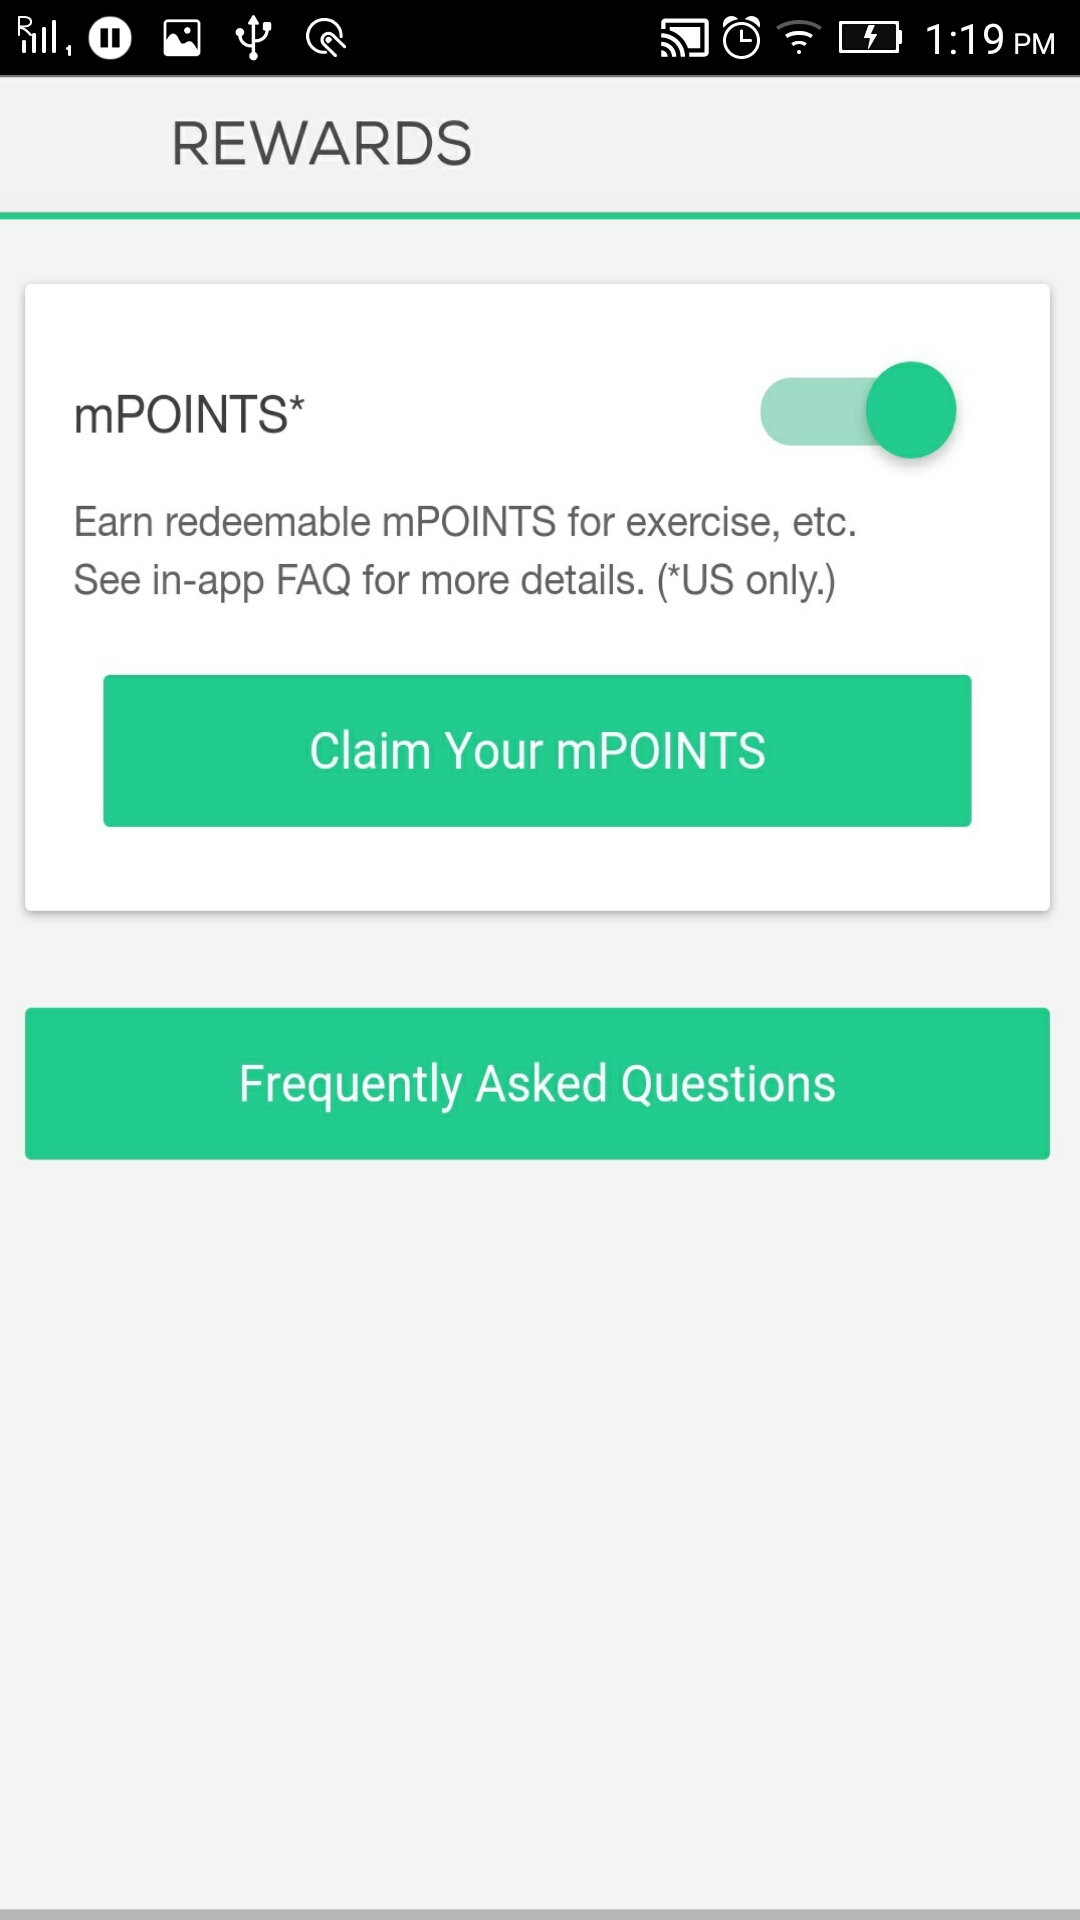 R 1 1:19 PM
REWARDS
mPOINTS*
Earn redeemable mPOINTS for exercise, etc.
See in-app FAQ for more details. (*US only.)
Claim Your mPOINTS
Frequently Asked Questions